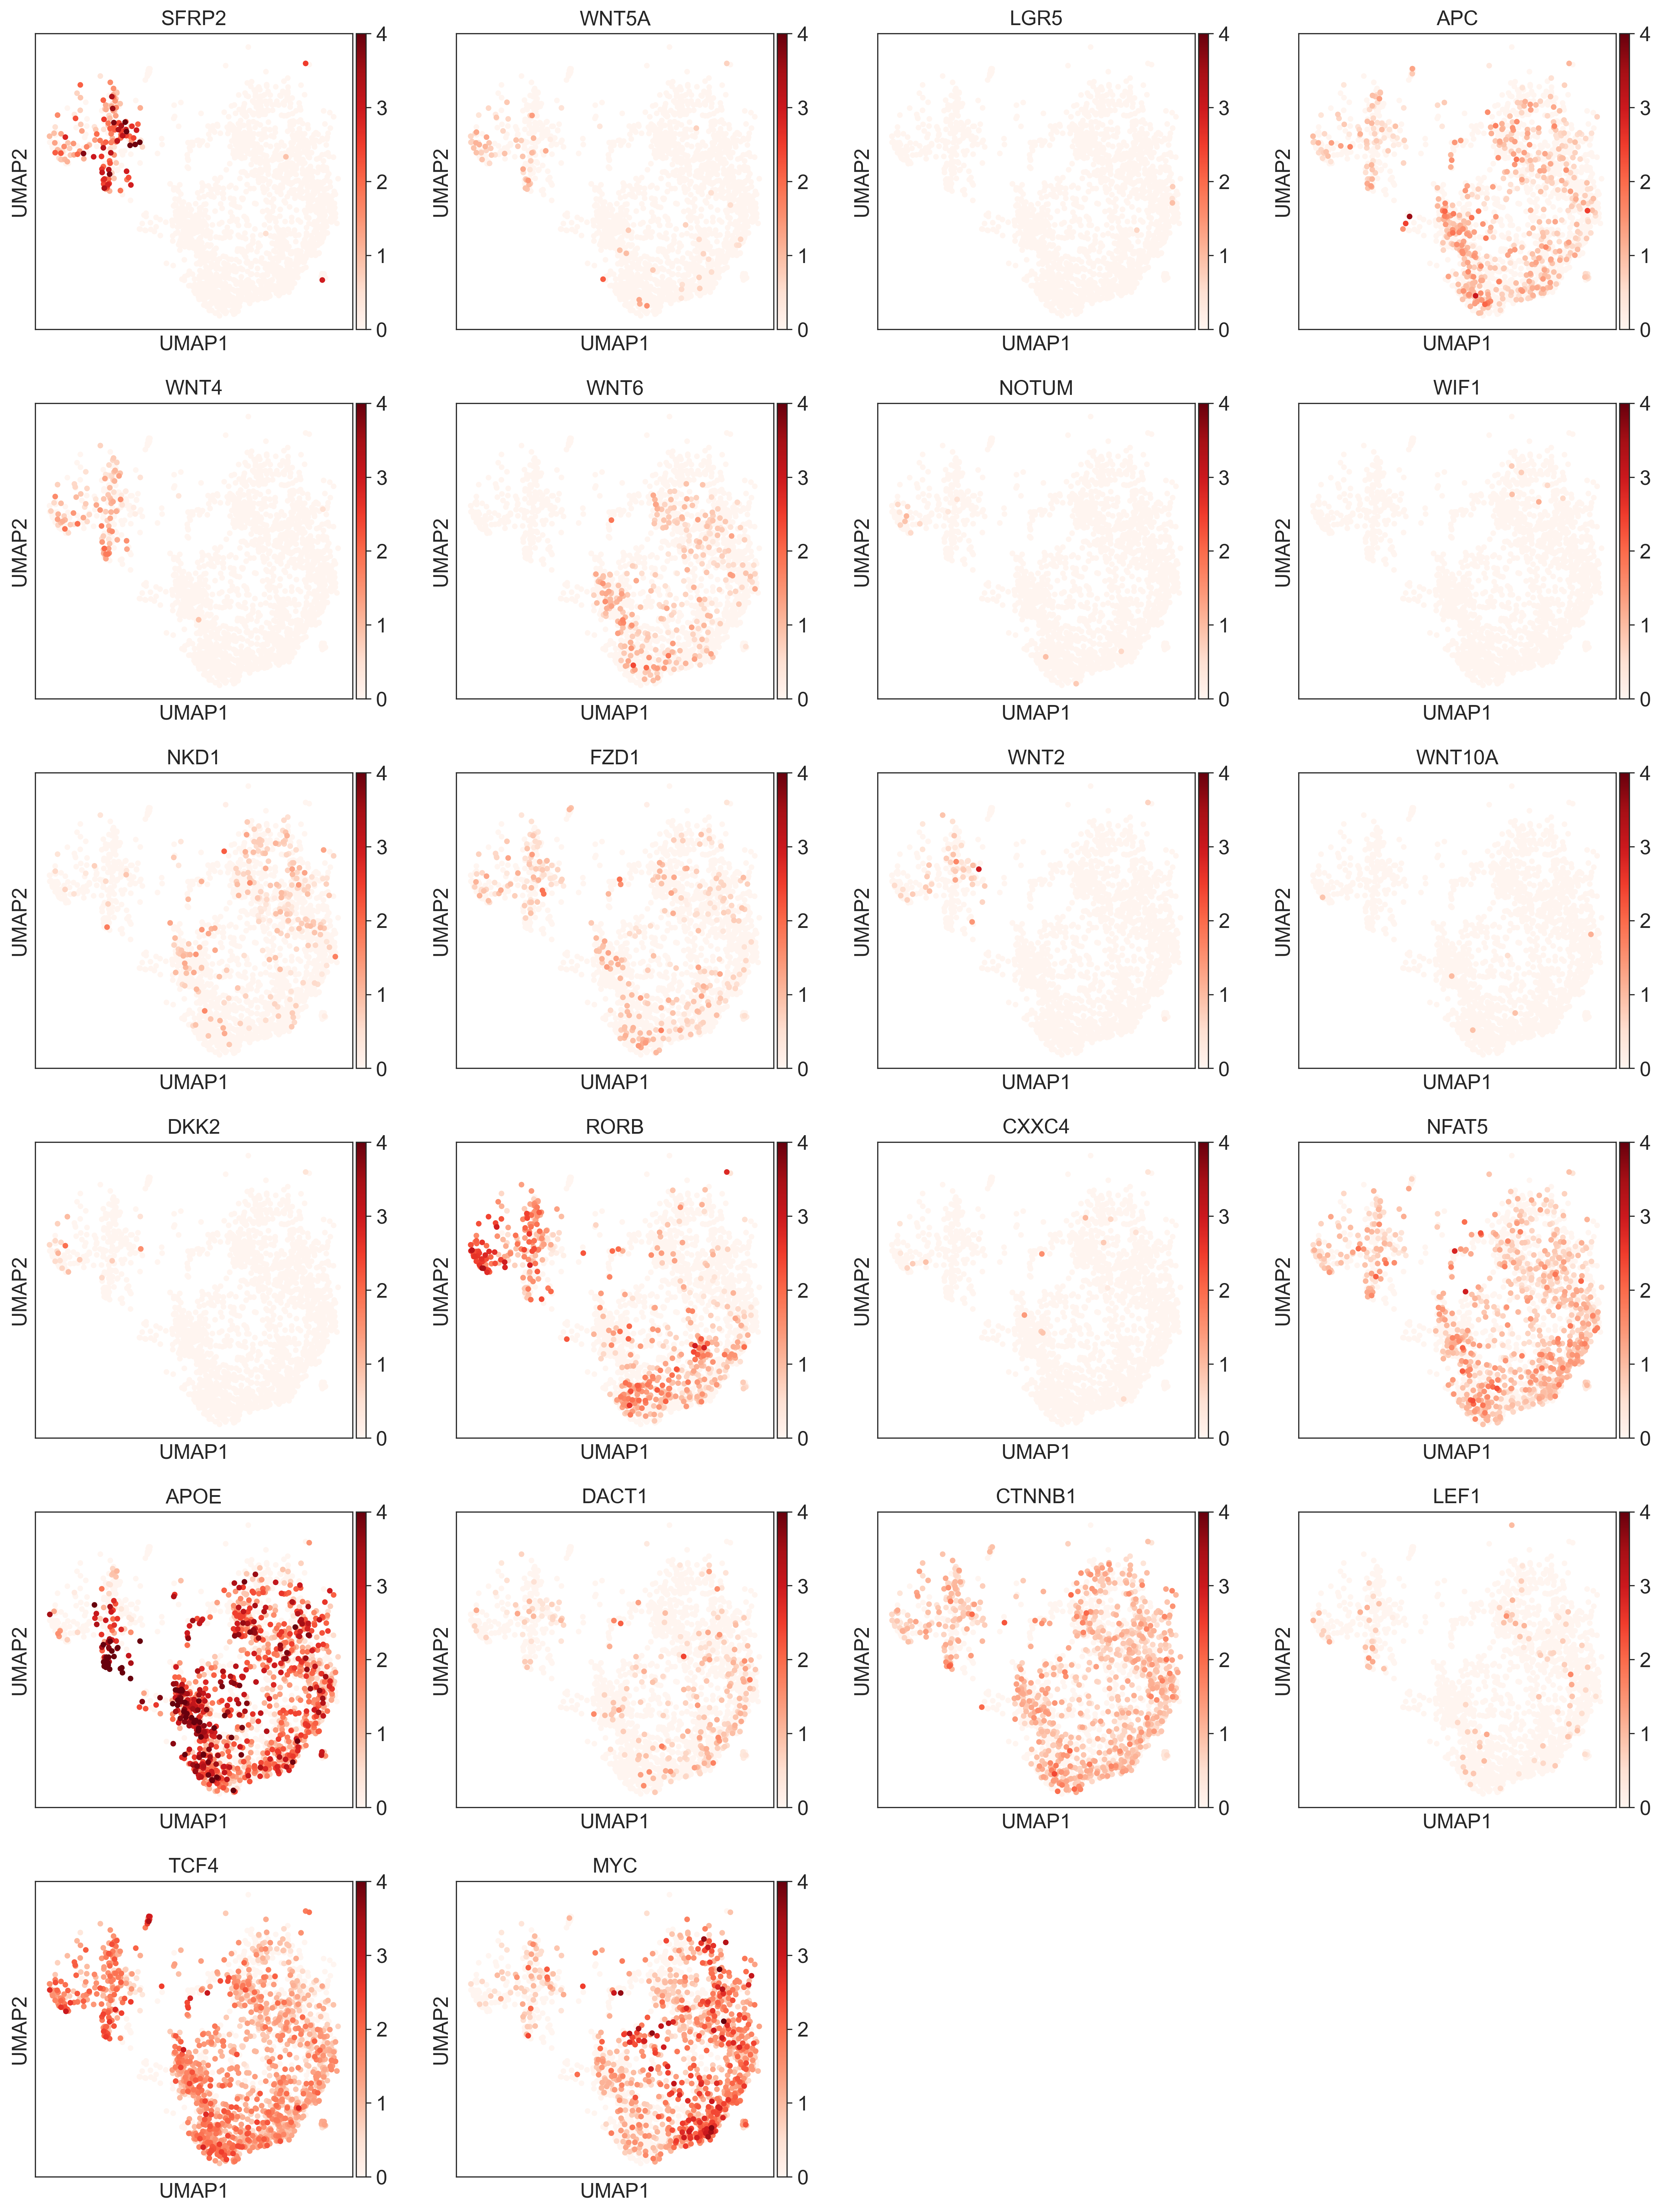 SFRP2 WNT5A LGR5 APC
4 4 4 4
3 3 3 3
2 2 2 2
1 1 1 1
0 0 0 0
UMAP2 UMAP2 UMAP2 UMAP2
UMAP1 UMAP1 UMAP1 UMAP1
WNT4 WNT6 NOTUM WIF1
4 4 4 4
3 3 3 3
2 2 2 2
1 1 1 1
0 0 0 0
UMAP2 UMAP2 UMAP2 UMAP2
UMAP1 UMAP1 UMAP1 UMAP1
NKD1 FZD1 WNT2 WNT10A
4 4 4 4
3 3 3 3
2 2 2 2
1 1 1 1
0 0 0 0
UMAP2 UMAP2 UMAP2 UMAP2
UMAP1 UMAP1 UMAP1 UMAP1
DKK2 RORB CXXC4 NFAT5
4 4 4 4
3 3 3 3
2 2 2 2
1 1 1 1
0 0 0 0
UMAP2 UMAP2 UMAP2 UMAP2
UMAP1 UMAP1 UMAP1 UMAP1
APOE DACT1 CTNNB1 LEF1
4 4 4 4
3 3 3 3
2 2 2 2
1 1 1 1
0 0 0 0
UMAP2 UMAP2 UMAP2 UMAP2
UMAP1 UMAP1 UMAP1 UMAP1
TCF4 MYC
4 4
3 3
2 2
1 1
0 0
UMAP2 UMAP2
UMAP1 UMAP1